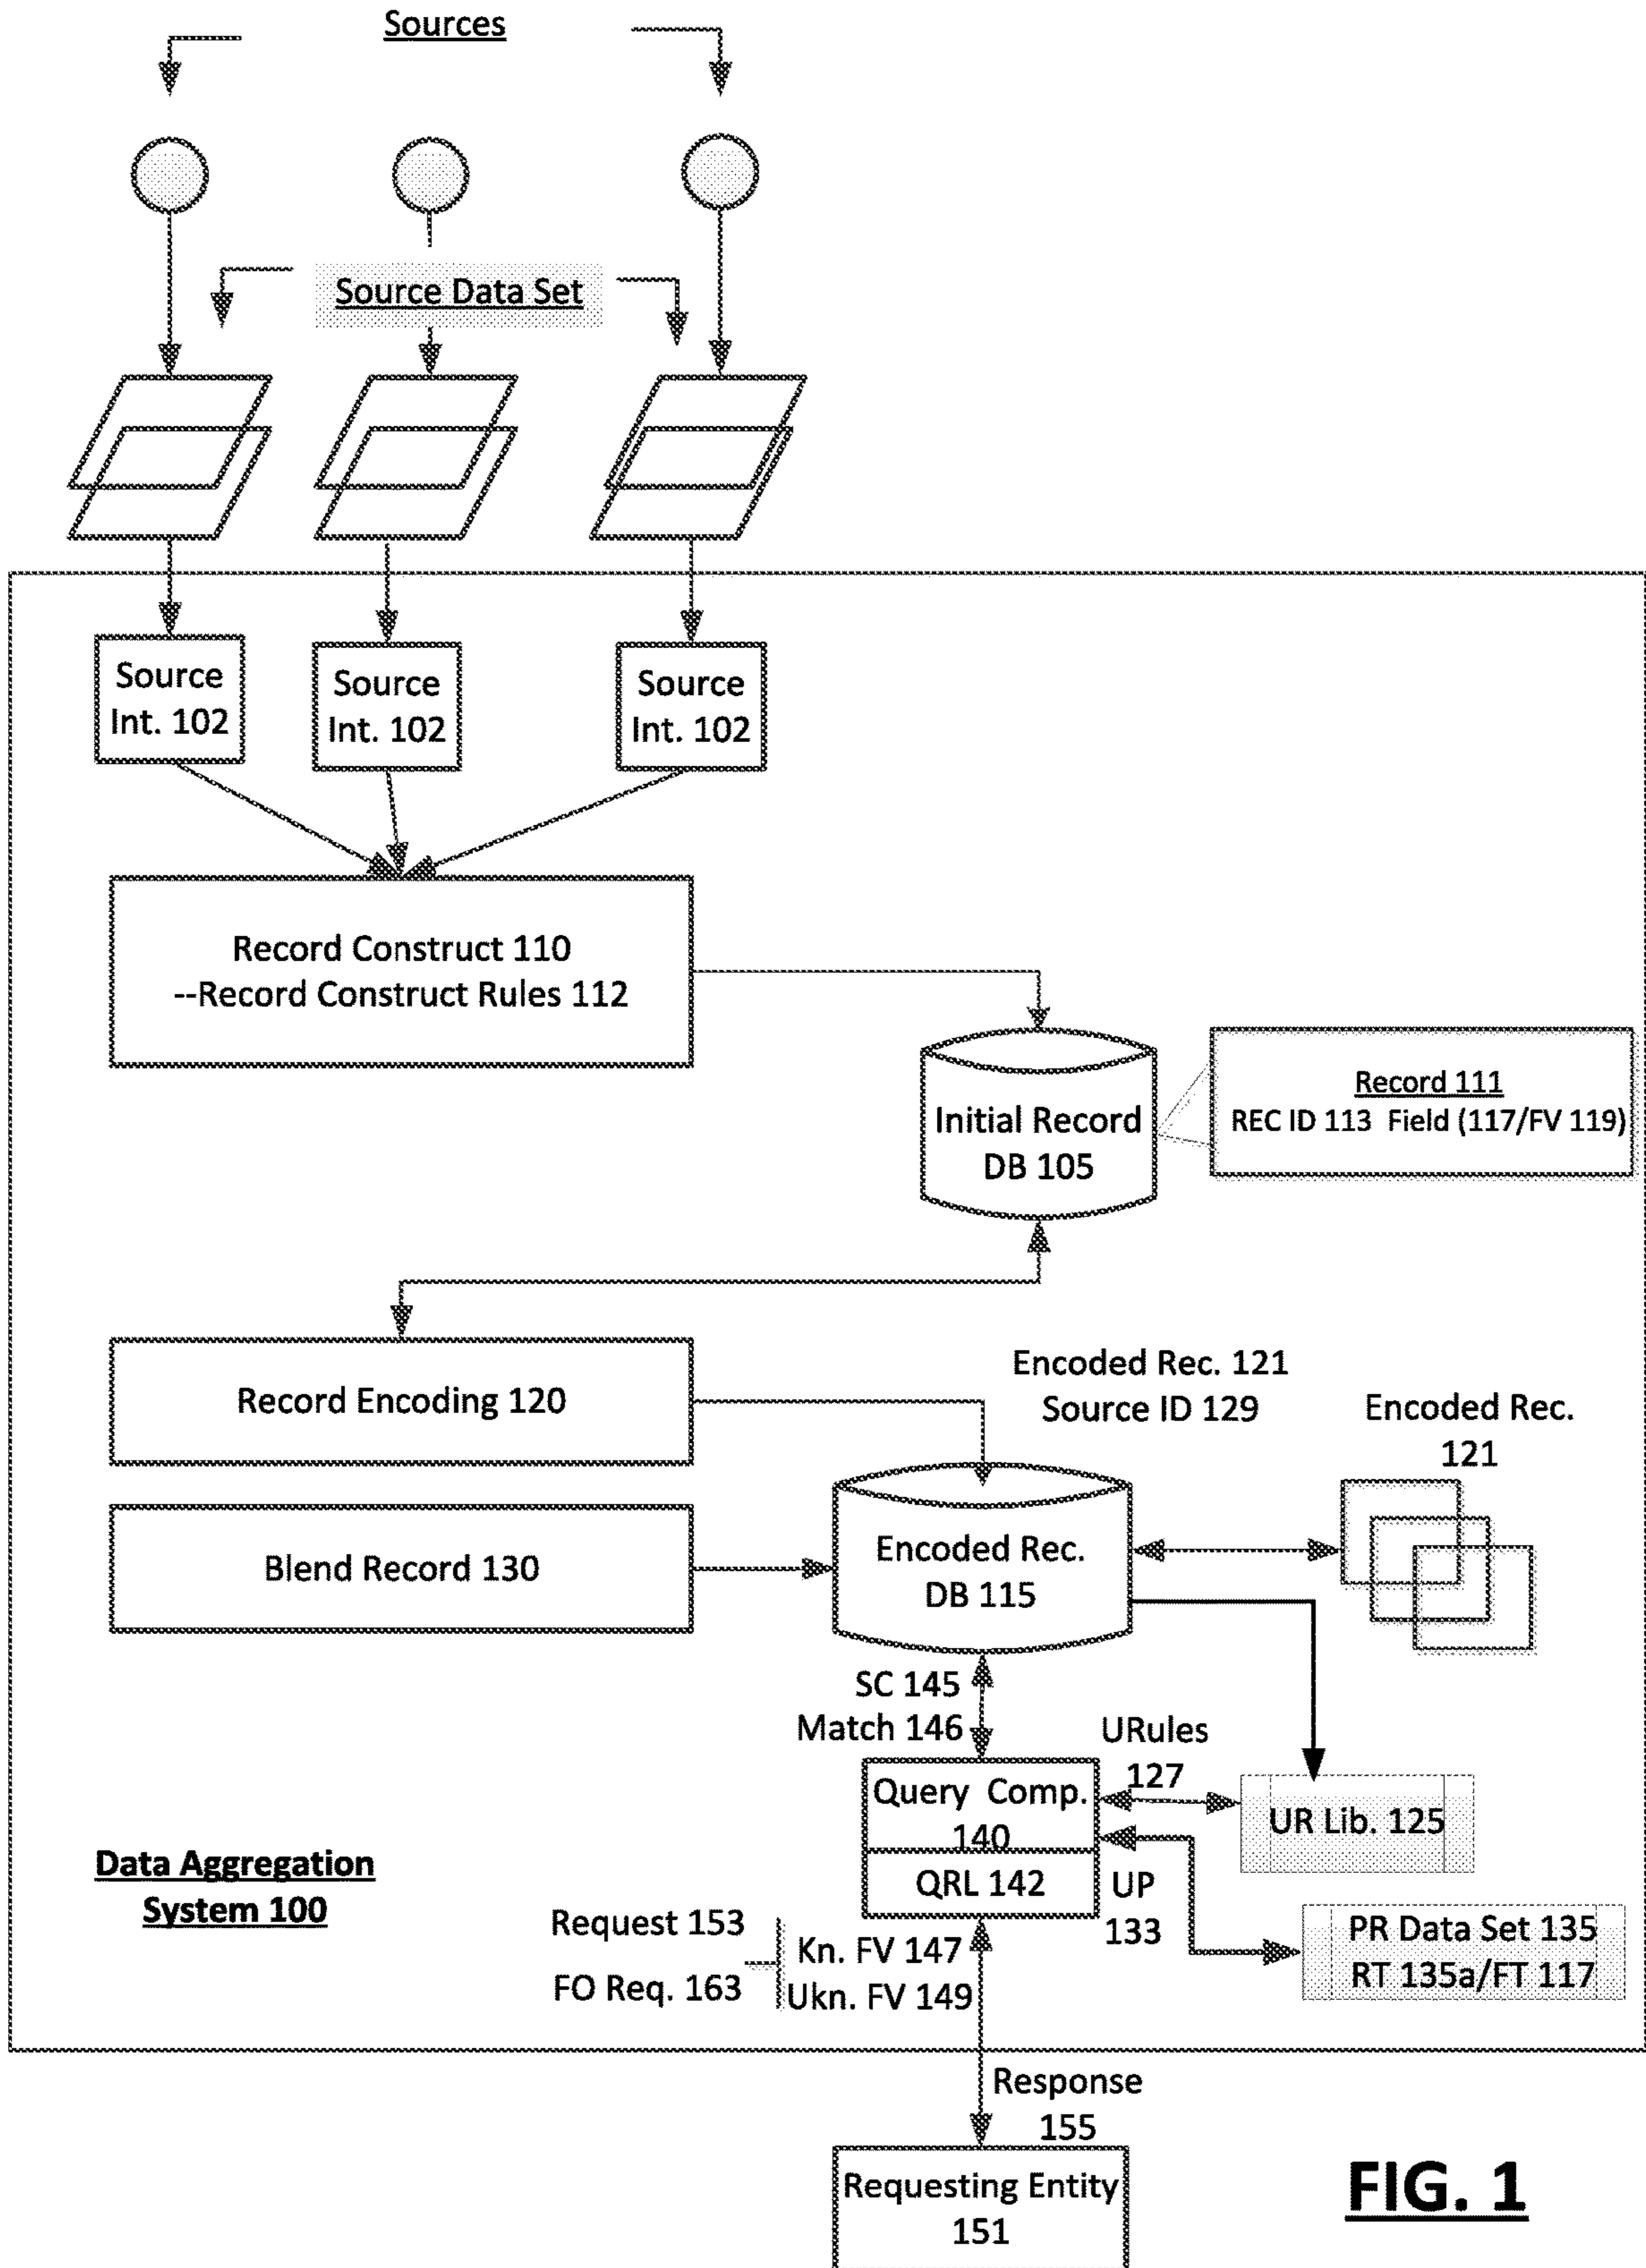 Sources
Source Data Set
Source
Int. 102
Source
Int. 102
Source
Int. 102
Record Construct 110
--Record Construct Rules 112
Initial Record
DB 105
Record 111
REC ID 113  Field (117/FV 119)
Record Encoding 120
Encoded Rec. 121
Source ID 129
Encoded Rec.
121
Blend Record 130
Encoded Rec.
DB 115
SC 145
Match 146
URules
127
Query  Comp.
140
QRL 142
UR Lib. 125
UP
133
PR Data Set 135
RT 135a/FT 117
Data Aggregation
System 100
Request 153
FO Req. 163
Kn. FV 147
Ukn. FV 149
Response
155
Requesting Entity
151
FIG. 1